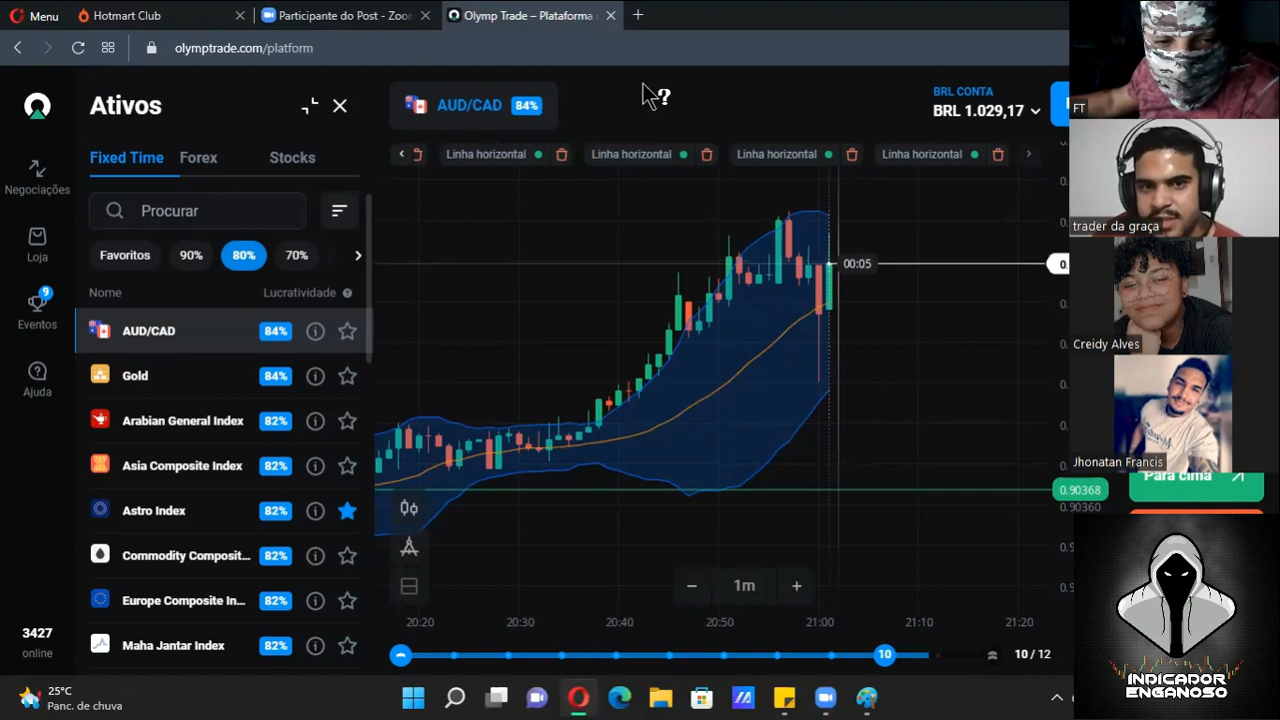 Menu
Hotmart Club
Participante do Post - Zoo
Olymp Trade – Plataforma
olymptrade.com/platform
Ativos
Fixed Time
Forex
Stocks
Procurar
Favoritos
90%
80%
70%
Nome
Lucratividade
AUD/CAD 84%
Gold 84%
Arabian General Index 82%
Asia Composite Index 82%
Astro Index 82%
Commodity Composit... 82%
Europe Composite In... 82%
Maha Jantar Index 82%
Negociações
Loja
9
Eventos
Ajuda
3427
online
AUD/CAD 84%
?
BRL CONTA
BRL 1.029,17
Linha horizontal
Linha horizontal
Linha horizontal
Linha horizontal
00:05
0.
0.90368
0.90360
Para cima
1m
20:20
20:30
20:40
20:50
21:00
21:10
21:20
10
10 / 12
FT
trader da graça
Creidy Alves
Jhonatan Francis
INDICADOR
ENGANOSO
25°C
Panc. de chuva